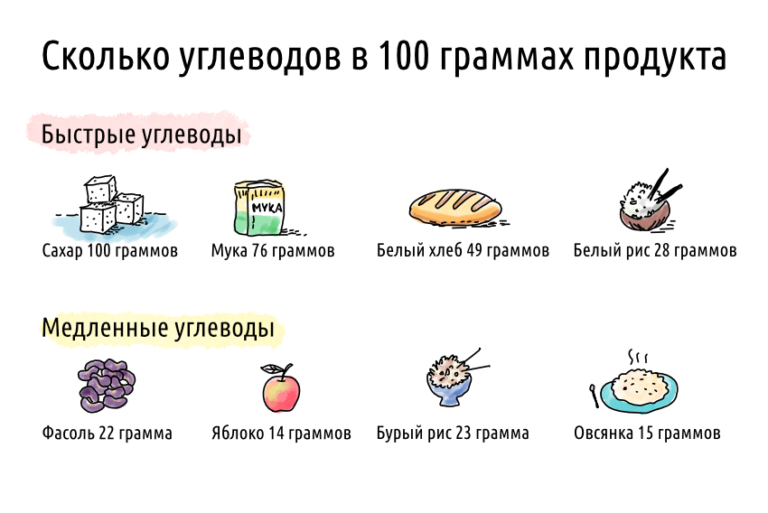 Сколько углеводов в 100 граммах продукта
Быстрые углеводы
МУКА
Сахар 100 граммов
Мука 76 граммов
Белый хлеб 49 граммов
Белый рис 28 граммов
Медленные углеводы
Фасоль 22 грамма
Яблоко 14 граммов
Бурый рис 23 грамма
Овсянка 15 граммов